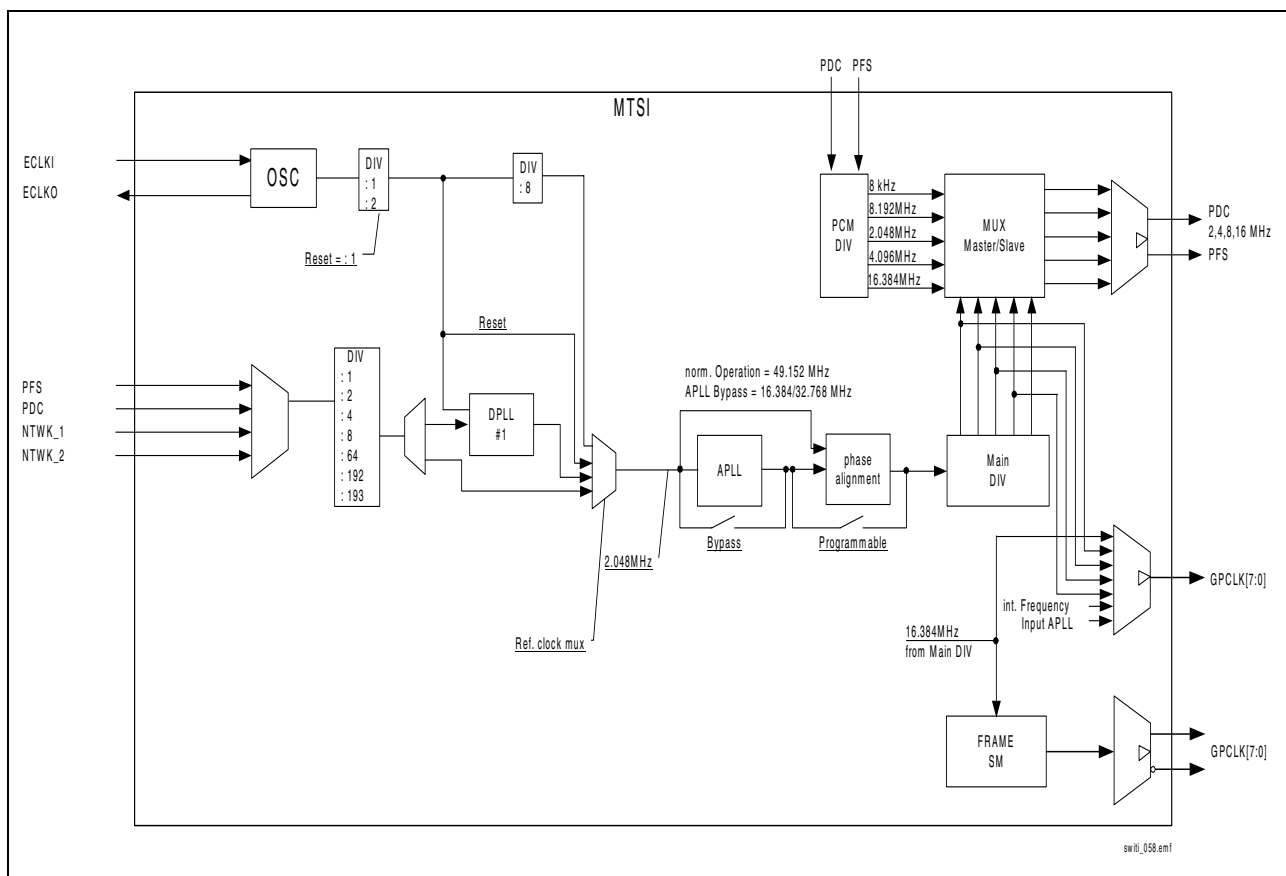 PDC PFS
MTSI
ECLKI
ECLKO
OSC
DIV
: 1
: 2
DIV
: 8
Reset = : 1
PCM
DIV
8 kHz
8.192MHz
2.048MHz
4.096MHz
16.384MHz
MUX
Master/Slave
PDC
2,4,8,16 MHz
PFS
Reset
PFS
PDC
NTWK_1
NTWK_2
DIV
: 1
: 2
: 4
: 8
: 64
: 192
: 193
DPLL
#1
norm. Operation = 49.152 MHz
APLL Bypass = 16.384/32.768 MHz
APLL
phase
alignment
Main
DIV
Bypass
Programmable
2.048MHz
Ref. clock mux
int. Frequency
Input APLL
GPCLK[7:0]
16.384MHz
from Main DIV
FRAME
SM
GPCLK[7:0]
switi_058.emf